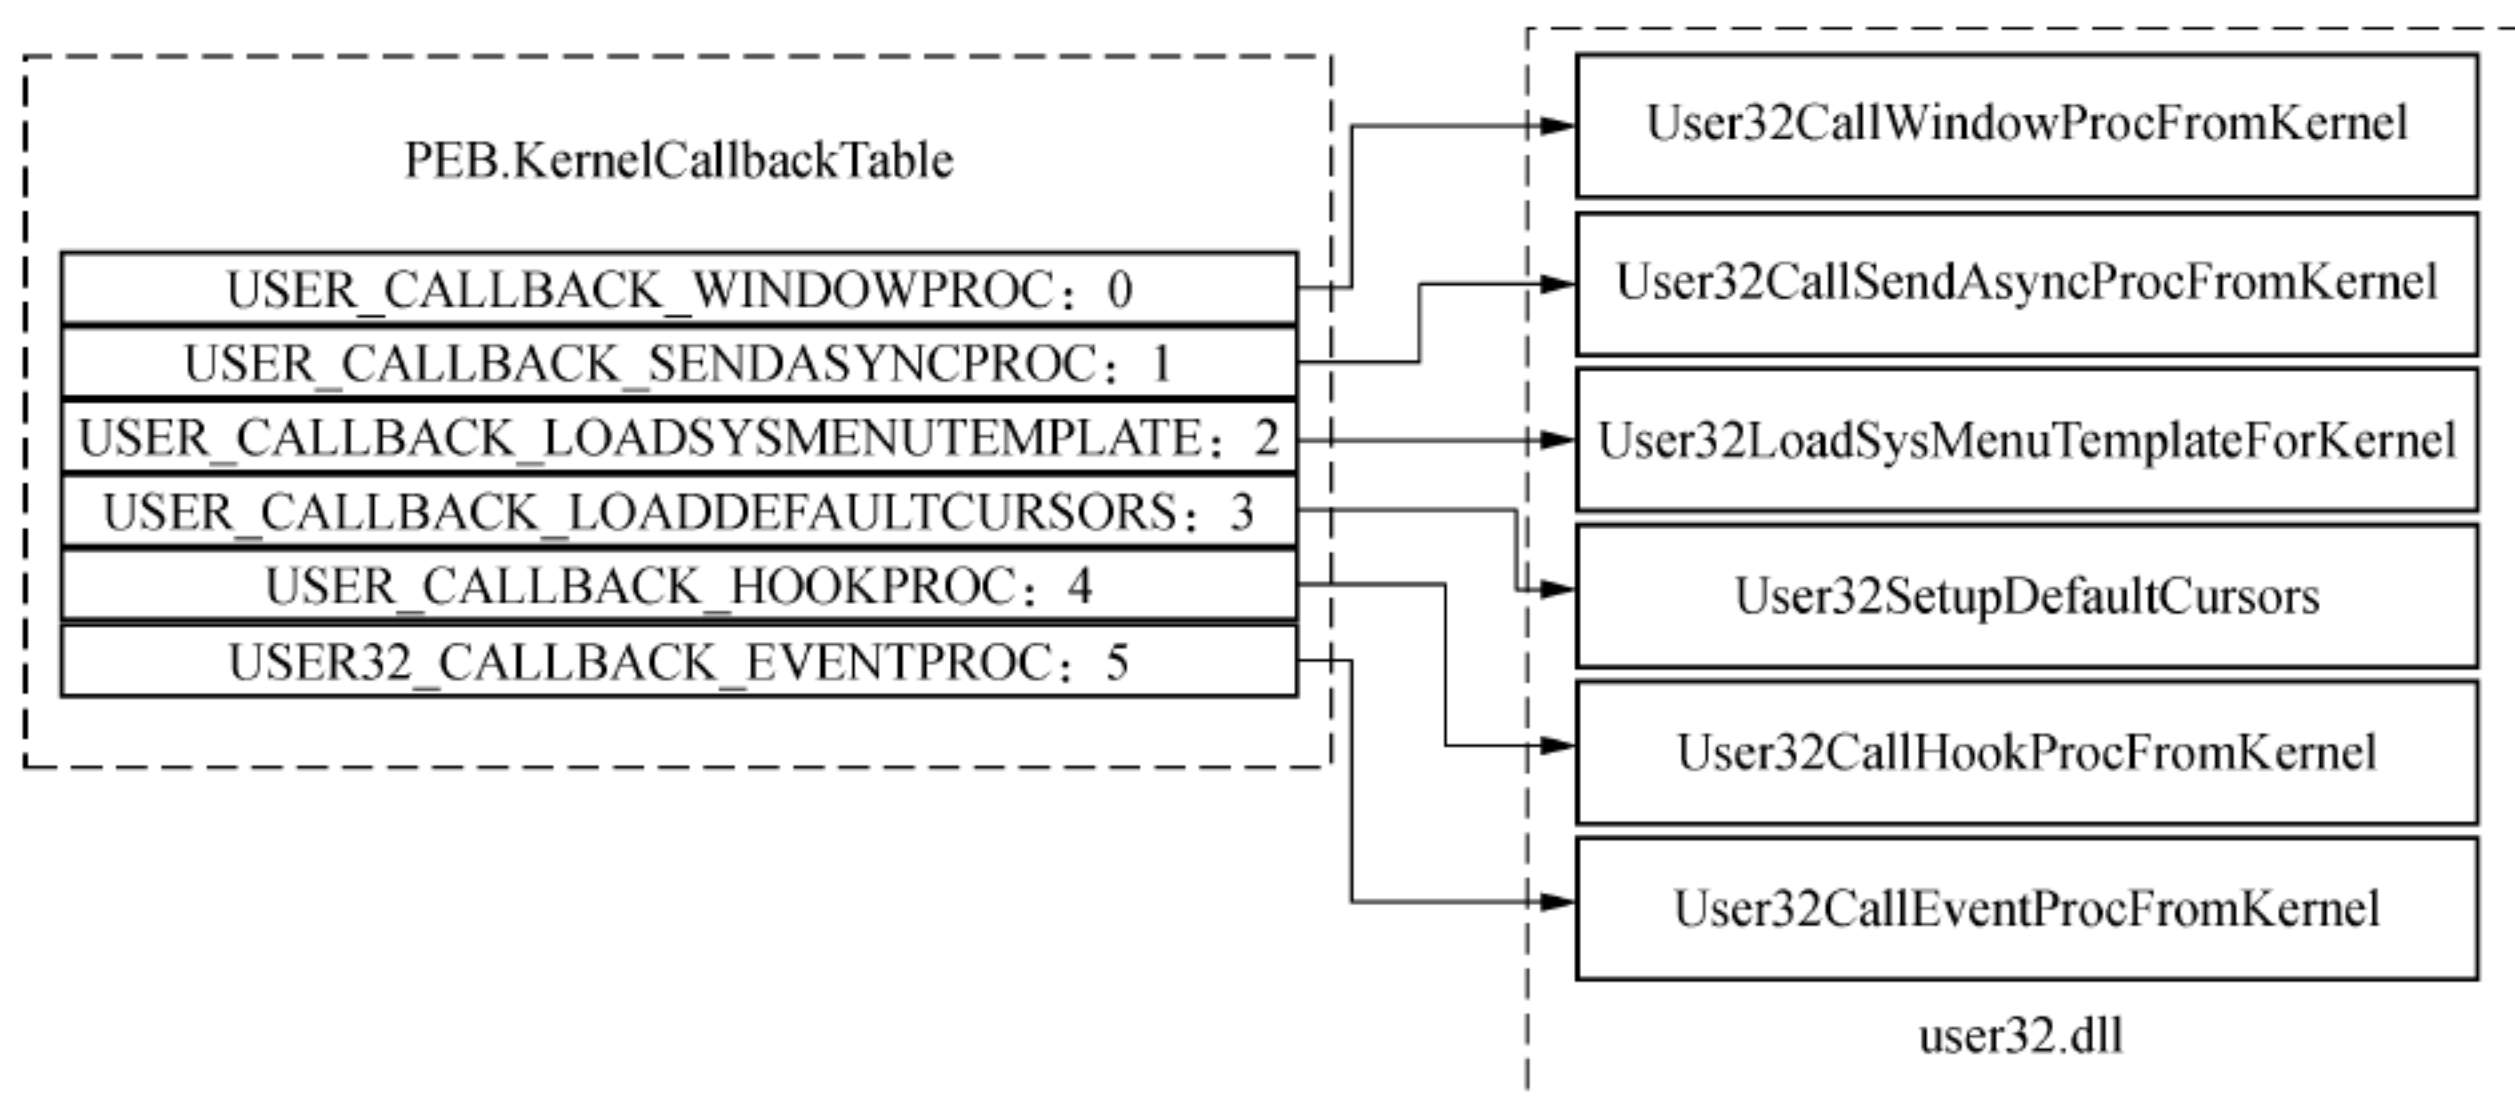 PEB.KernelCallbackTable
USER_CALLBACK_WINDOWPROC：0
USER_CALLBACK_SENDASYNCPROC：1
USER_CALLBACK_LOADSYSMENUTEMPLATE：2
USER_CALLBACK_LOADDEFAULTCURSORS：3
USER_CALLBACK_HOOKPROC：4
USER32_CALLBACK_EVENTPROC：5
User32CallWindowProcFromKernel
User32CallSendAsyncProcFromKernel
User32LoadSysMenuTemplateForKernel
User32SetupDefaultCursors
User32CallHookProcFromKernel
User32CallEventProcFromKernel
user32.dll